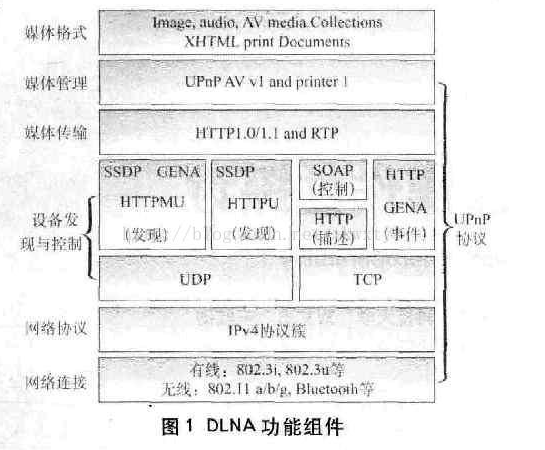 媒体格式
Image, audio, AV media Collections
XHTML print Documents
媒体管理
UPnP AV v1 and printer 1
媒体传输
HTTP1.0/1.1 and RTP
设备发
现与控制
SSDP GENA
HTTPMU
(发现)
SSDP
HTTPU
(发现)
SOAP
(控制)
HTTP
(描述)
HTTP
GENA
(事件)
UDP
TCP
UPnP
协议
网络协议
IPv4协议簇
网络连接
有线：802.3i, 802.3u等
无线：802.11 a/b/g, Bluetooth等
图1 DLNA 功能组件